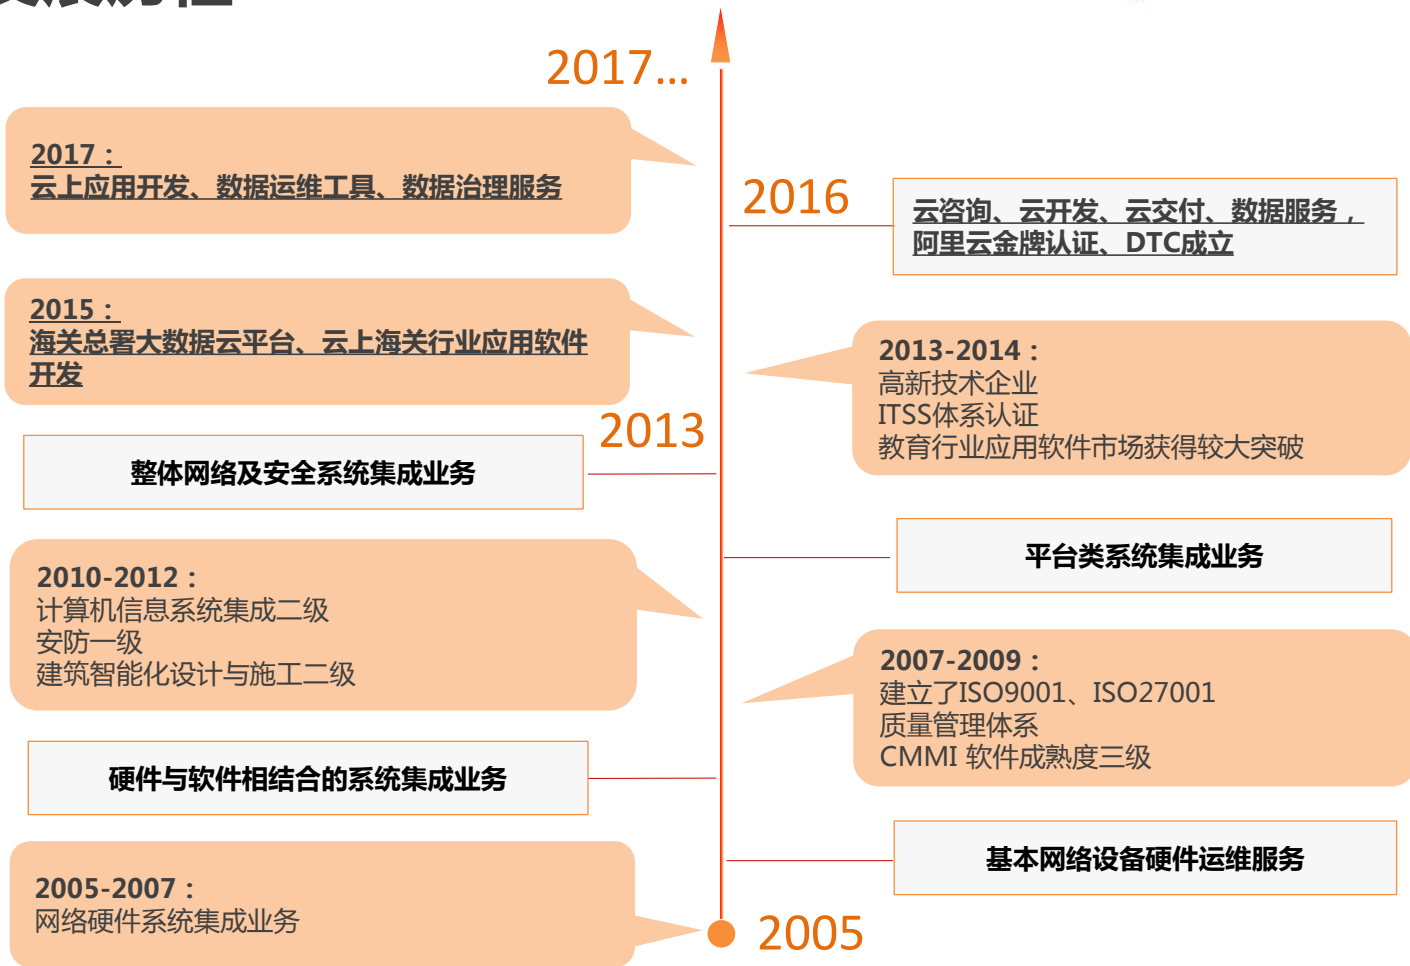 发展历程
2017...
2017：
云上应用开发、数据运维工具、数据治理服务
2016
云咨询、云开发、云交付、数据服务，
阿里云金牌认证、DTC成立
2015：
海关总署大数据云平台、云上海关行业应用软件
开发
2013-2014：
高新技术企业
ITSS体系认证
教育行业应用软件市场获得较大突破
2013
整体网络及安全系统集成业务
平台类系统集成业务
2010-2012：
计算机信息系统集成二级
安防一级
建筑智能化设计与施工二级
2007-2009：
建立了ISO9001、ISO27001
质量管理体系
CMMI 软件成熟度三级
硬件与软件相结合的系统集成业务
基本网络设备硬件运维服务
2005-2007：
网络硬件系统集成业务
2005